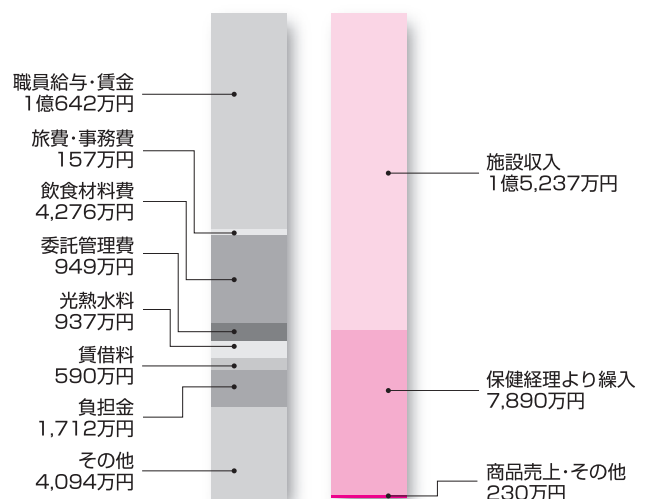 職員給与・賃金
1億642万円
旅費・事務費
157万円
飲食材料費
4,276万円
委託管理費
949万円
光熱水料
937万円
賃借料
590万円
負担金
1,712万円
その他
4,094万円
施設収入
1億5,237万円
保健経理より繰入
7,890万円
商品売上・その他
230万円